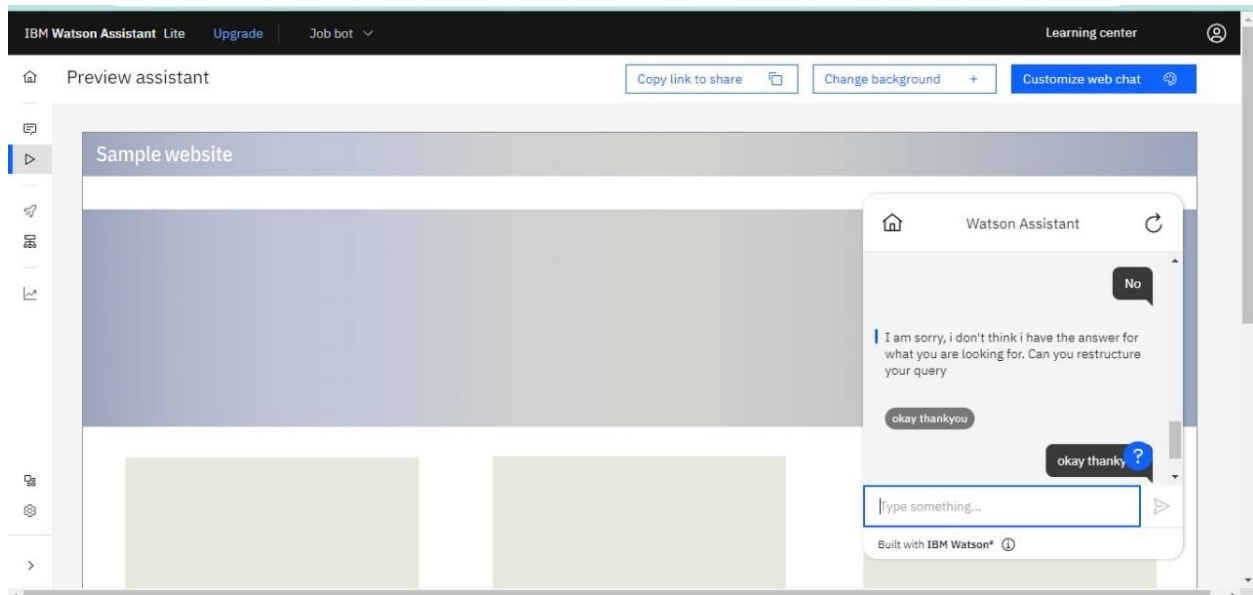 IBM Watson Assistant Lite Upgrade Job bot Learning center
Preview assistant Copy link to share Change background + Customize web chat
Sample website
Watson Assistant
No
I am sorry, i don't think i have the answer for
what you are looking for. Can you restructure
your query
okay thankyou
okay thanky ?
Type something...
Built with IBM Watson®